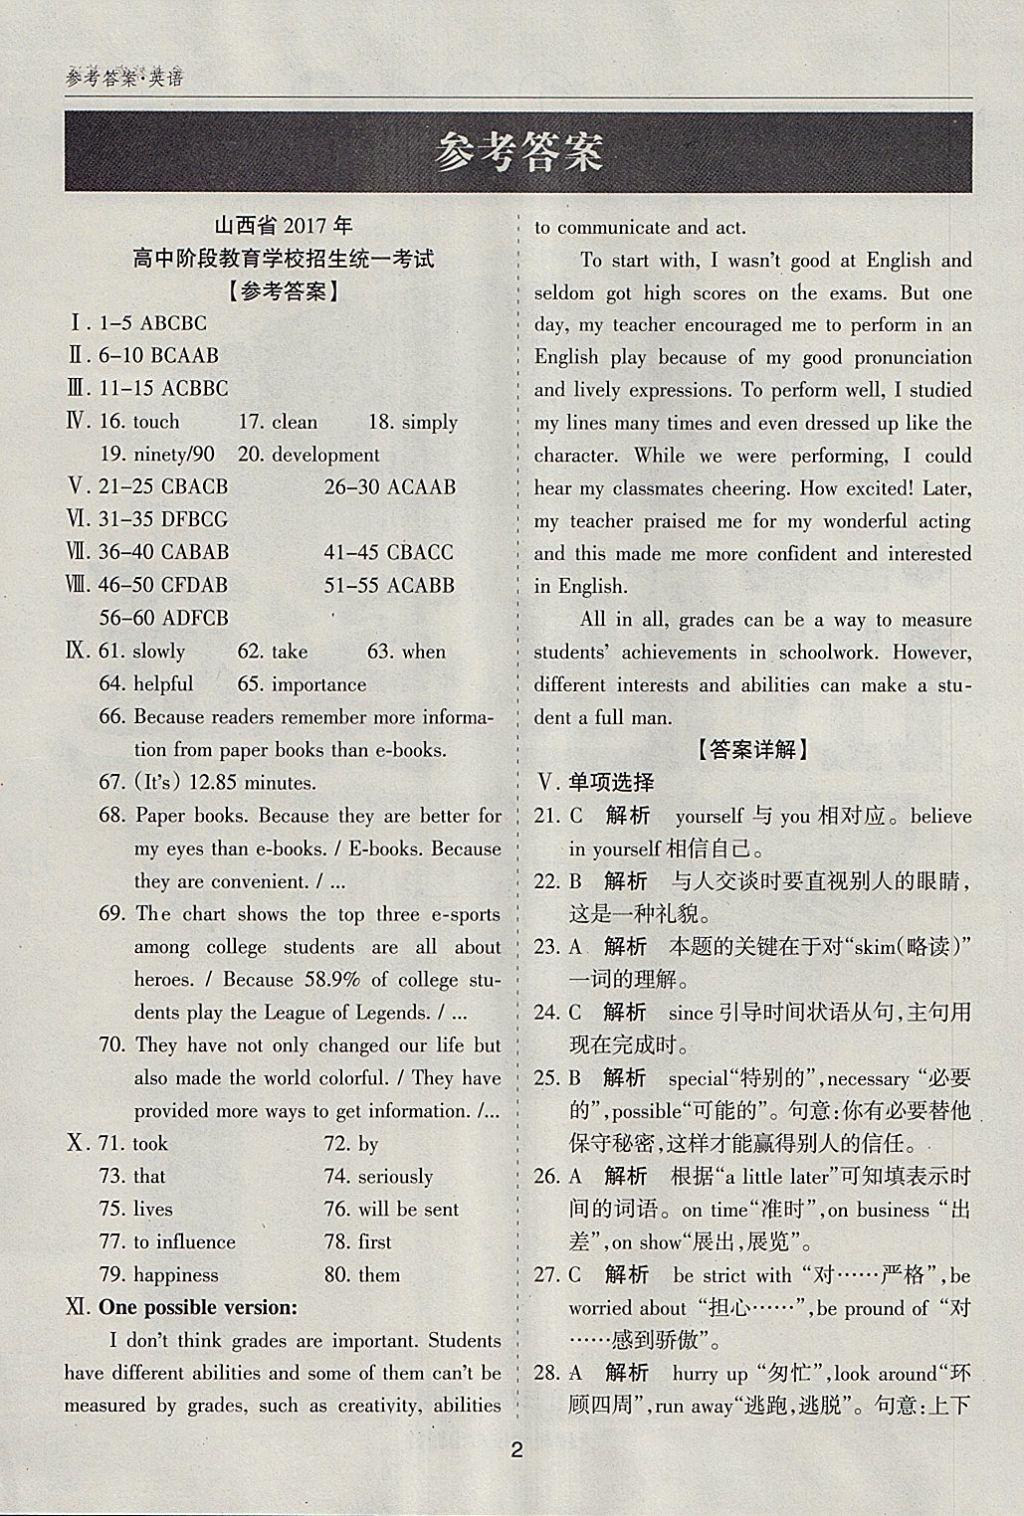 参考答案·英语
参考答案
山西省 2017 年
高中阶段教育学校招生统一考试
【参考答案】
Ⅰ. 1–5 ABCBC
Ⅱ. 6–10 BCAAB
Ⅲ. 11–15 ACBBC
Ⅳ. 16. touch 17. clean 18. simply
19. ninety/90 20. development
Ⅴ. 21–25 CBACB 26–30 ACAAB
Ⅵ. 31–35 DFBCG
Ⅶ. 36–40 CABAB 41–45 CBACC
Ⅷ. 46–50 CFDAB 51–55 ACABB
56–60 ADFCB
Ⅸ. 61. slowly 62. take 63. when
64. helpful 65. importance
66. Because readers remember more informa-
tion from paper books than e-books.
67. (It's) 12.85 minutes.
68. Paper books. Because they are better for
my eyes than e-books. / E-books. Because
they are convenient. / ...
69. The chart shows the top three e-sports
among college students are all about
heroes. / Because 58.9% of college stu-
dents play the League of Legends. / ...
70. They have not only changed our life but
also made the world colorful. / They have
provided more ways to get information. /...
Ⅹ. 71. took 72. by
73. that 74. seriously
75. lives 76. will be sent
77. to influence 78. first
79. happiness 80. them
Ⅺ. One possible version:
I don't think grades are important. Students
have different abilities and some of them can't be
measured by grades, such as creativity, abilities
to communicate and act.
To start with, I wasn't good at English and
seldom got high scores on the exams. But one
day, my teacher encouraged me to perform in an
English play because of my good pronunciation
and lively expressions. To perform well, I studied
my lines many times and even dressed up like the
character. While we were performing, I could
hear my classmates cheering. How excited! Later,
my teacher praised me for my wonderful acting
and this made me more confident and interested
in English.
All in all, grades can be a way to measure
students' achievements in schoolwork. However,
different interests and abilities can make a stu-
dent a full man.
【答案详解】
Ⅴ. 单项选择
21. C 解析 yourself 与 you 相对应。believe
in yourself 相信自己。
22. B 解析 与人交谈时要直视别人的眼睛,
这是一种礼貌。
23. A 解析 本题的关键在于对“skim(略读)”
一词的理解。
24. C 解析 since 引导时间状语从句,主句用
现在完成时。
25. B 解析 special“特别的”,necessary “必要
的”,possible“可能的”。句意:你有必要替他
保守秘密,这样才能赢得别人的信任。
26. A 解析 根据“a little later”可知填表示时
间的词语。on time“准时”,on business “出
差”,on show“展出,展览”。
27. C 解析 be strict with “对……严格”,be
worried about “担心……”,be pround of “对
……感到骄傲”。
28. A 解析 hurry up “匆忙”,look around“环
顾四周”,run away“逃跑,逃脱”。句意:上下
2